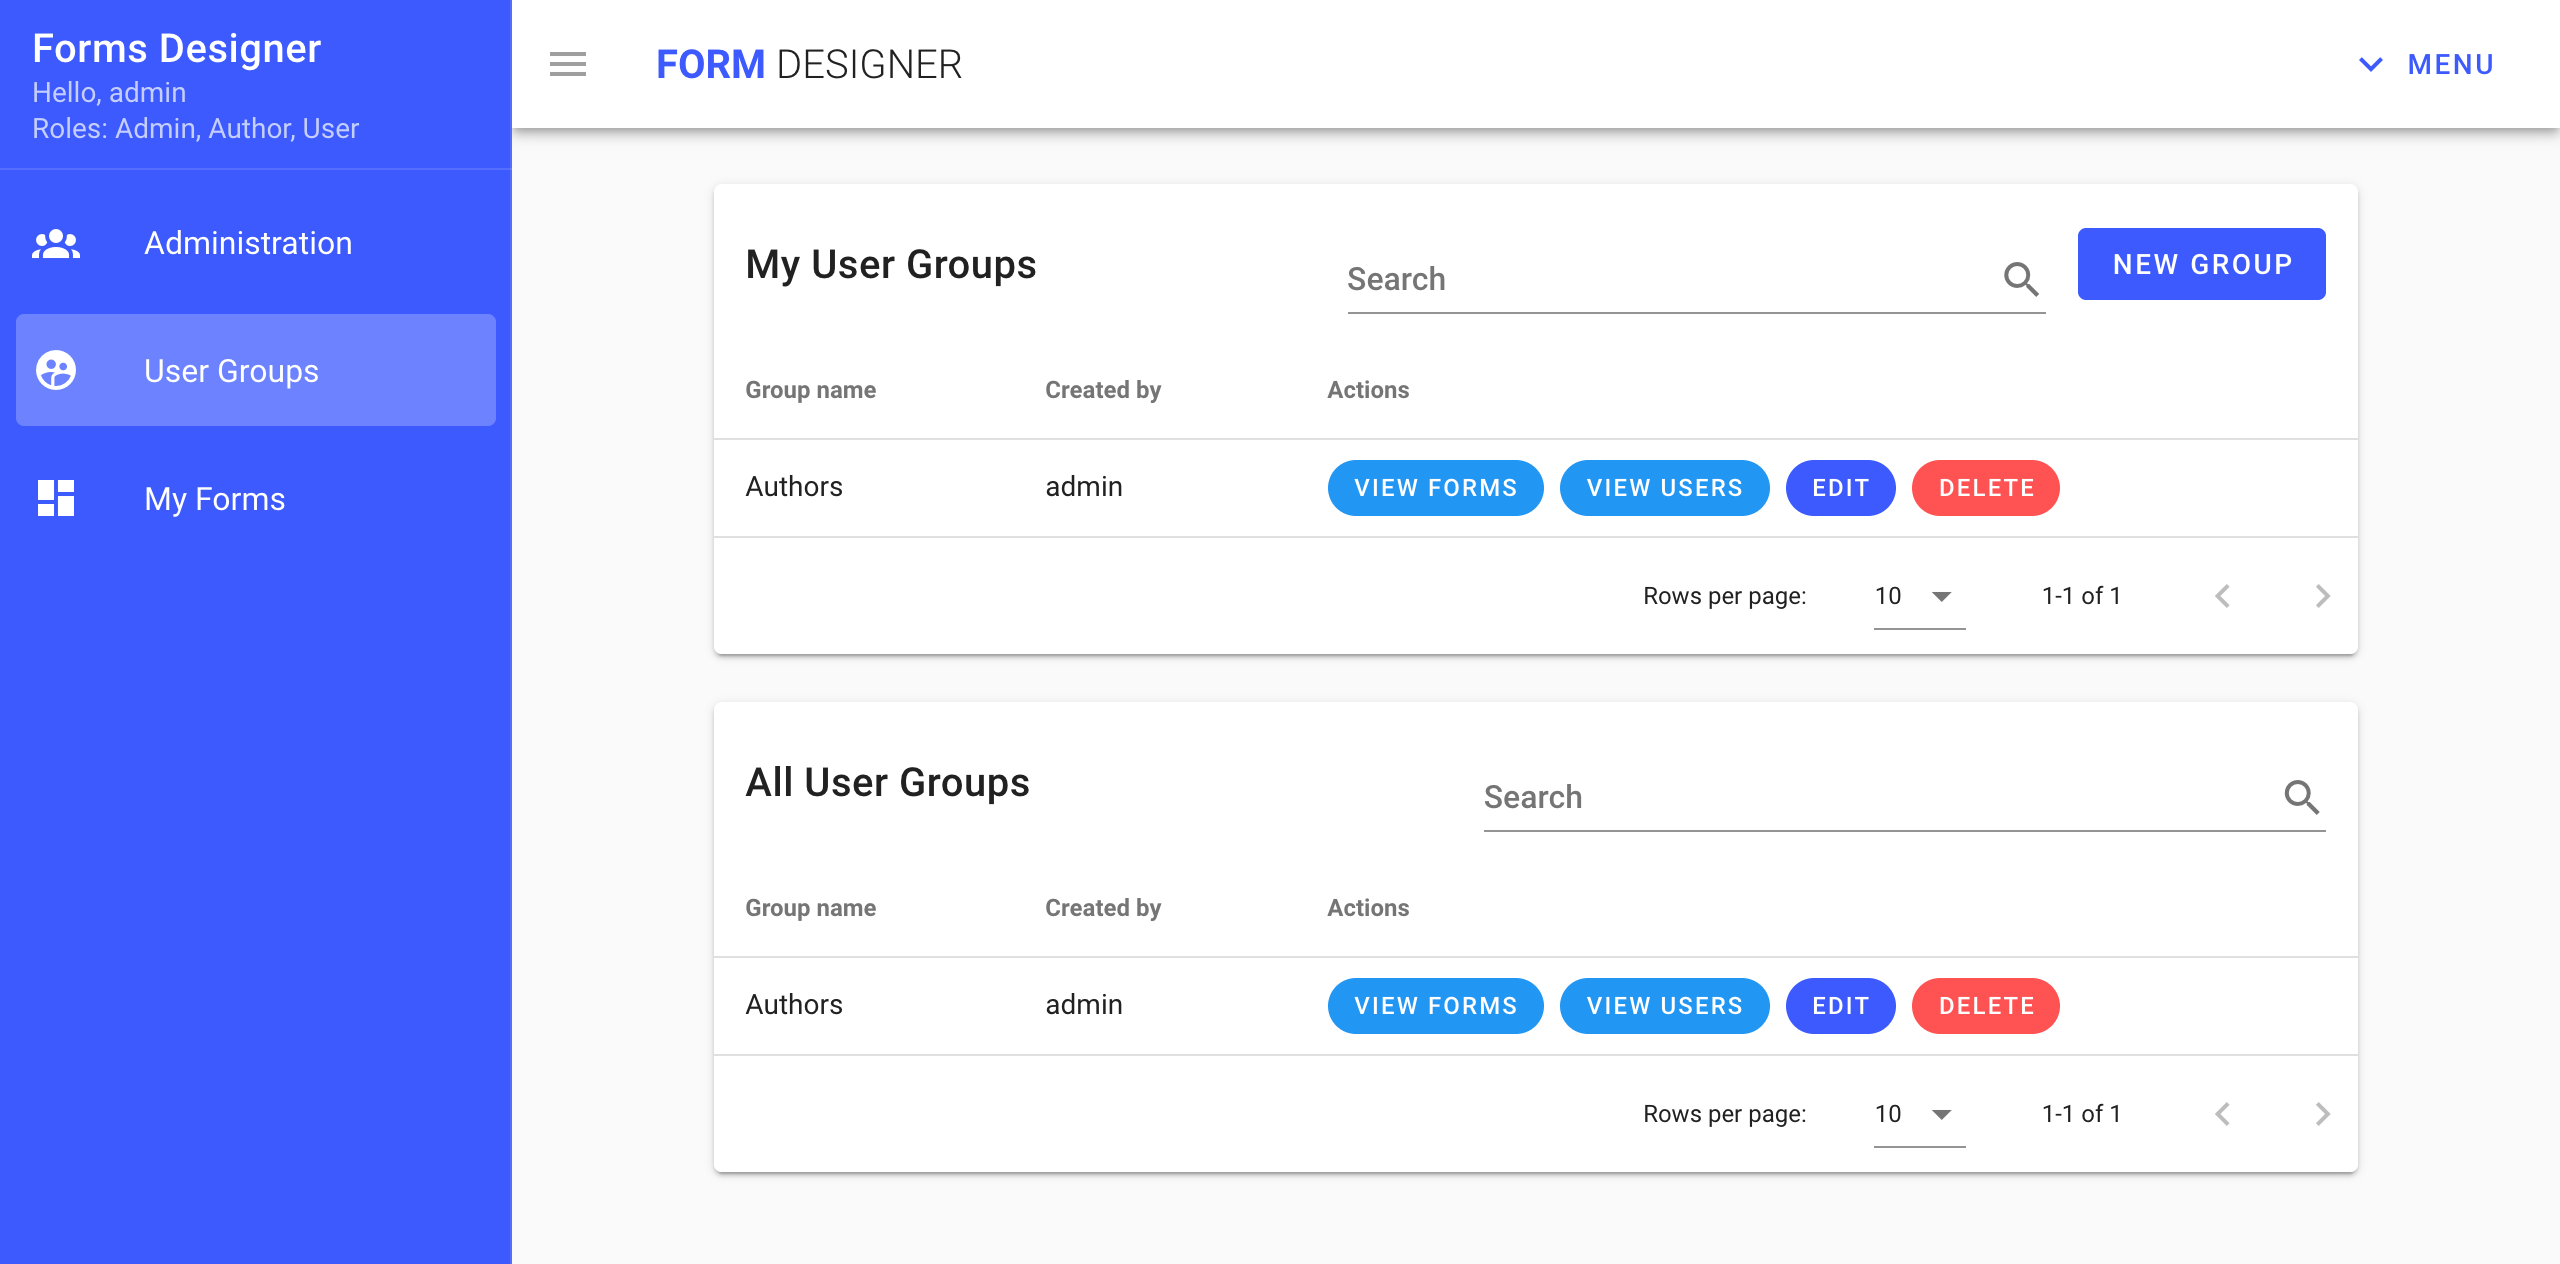 Forms Designer
Hello, admin
Roles: Admin, Author, User
Administration
User Groups
My Forms
FORM DESIGNER
MENU
My User Groups
Search
NEW GROUP
Group name Created by Actions
Authors admin VIEW FORMS VIEW USERS EDIT DELETE
Rows per page: 10 1-1 of 1
All User Groups
Search
Group name Created by Actions
Authors admin VIEW FORMS VIEW USERS EDIT DELETE
Rows per page: 10 1-1 of 1